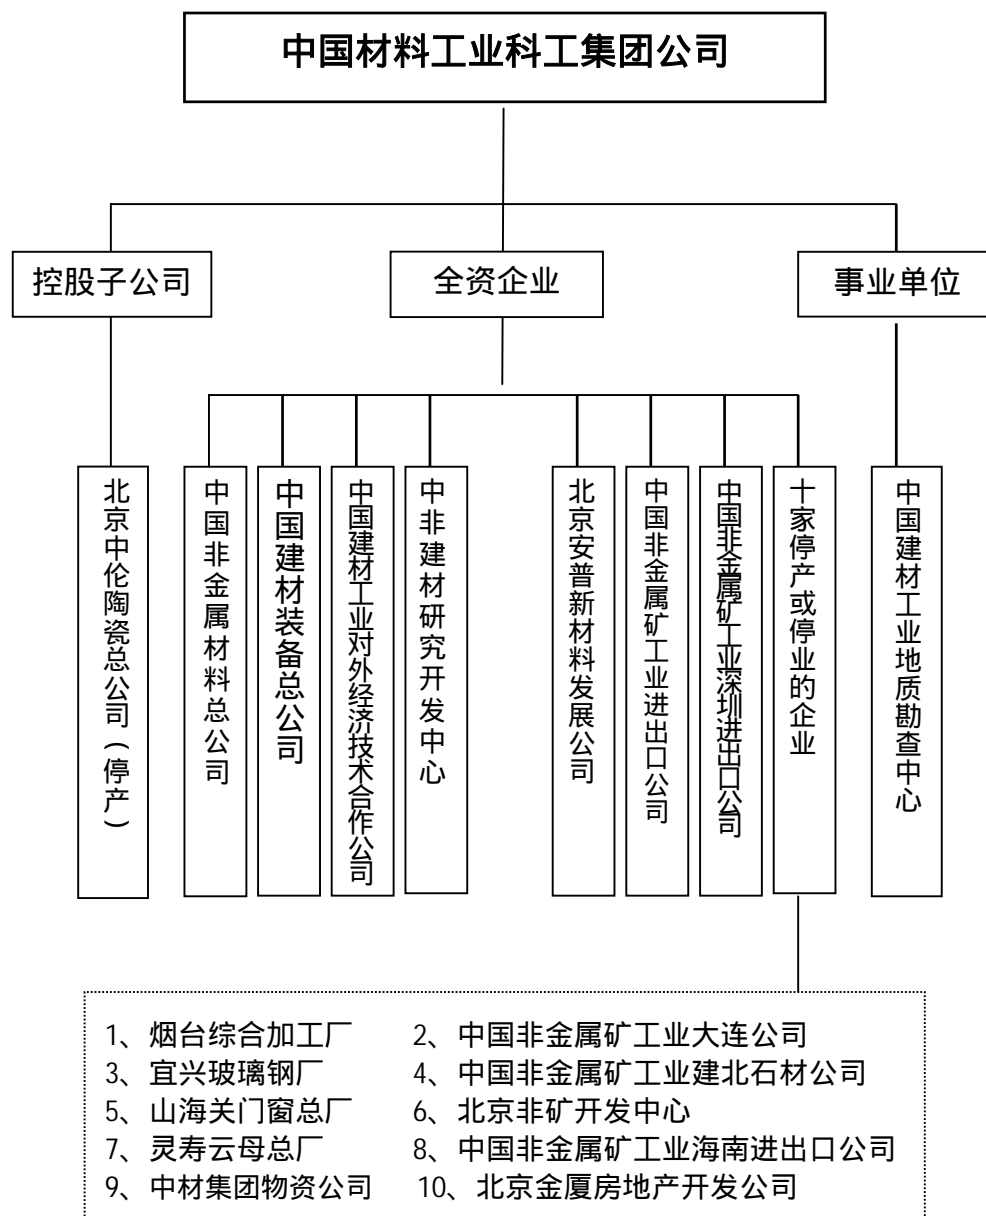 中国材料工业科工集团公司
控股子公司
全资企业
事业单位
北京中伦陶瓷总公司（停产）
中国非金属材料总公司
中国建材装备总公司
中国建材工业对外经济技术合作公司
中非建材研究开发中心
北京安普新材料发展公司
中国非金属矿工业进出口公司
中国非金属矿工业深圳进出口公司
十家停产或停业的企业
中国建材工业地质勘查中心
1、烟台综合加工厂 2、中国非金属矿工业大连公司
3、宜兴玻璃钢厂 4、中国非金属矿工业建北石材公司
5、山海关门窗总厂 6、北京非矿开发中心
7、灵寿云母总厂 8、中国非金属矿工业海南进出口公司
9、中材集团物资公司 10、北京金厦房地产开发公司